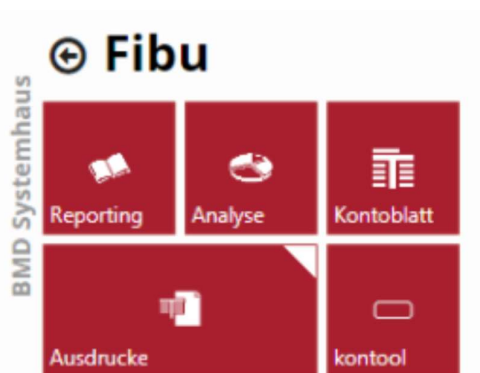 Fibu
BMD Systemhaus
Reporting
Analyse
Kontoblatt
Ausdrucke
kontool